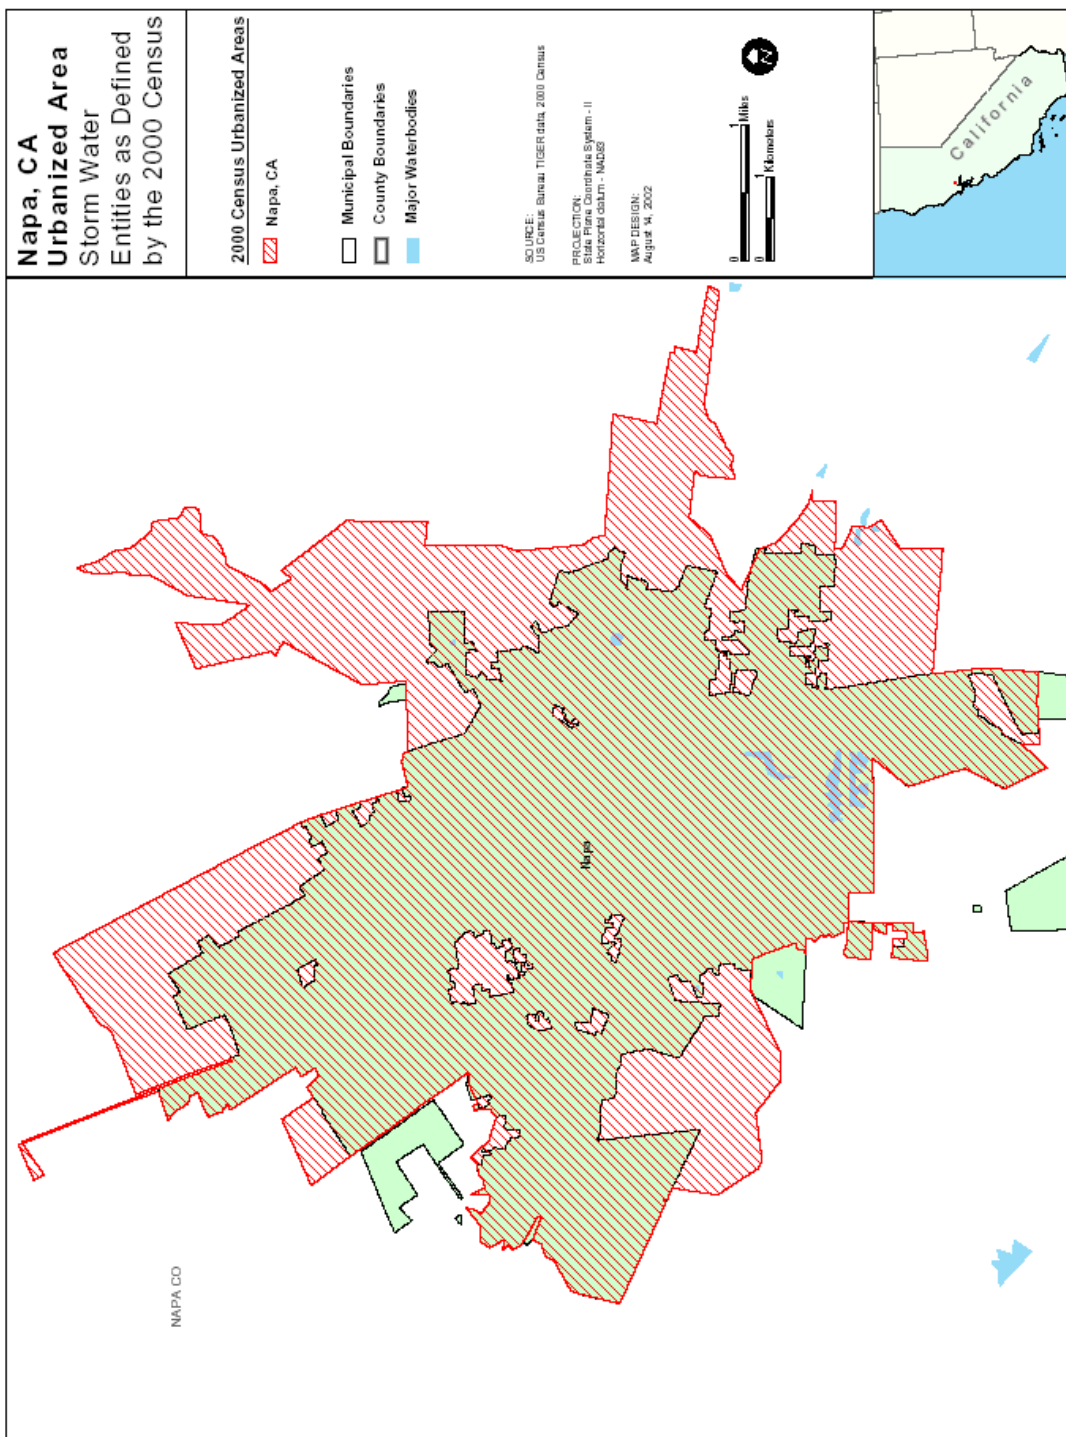 Napa, CA
Urbanized Area
Storm Water
Entities as Defined
by the 2000 Census
2000 Census Urbanized Areas
Napa, CA
Municipal Boundaries
County Boundaries
Major Waterbodies
SOURCE:
US Census Bureau TIGER data, 2000 Census
PROJECTION:
State Plane Coordinate System - II
Horizontal datum - NAD83
MAP DESIGN:
August 14, 2002
0 1 Miles
0 1 Kilometers
N
California
Napa
NAPA CO